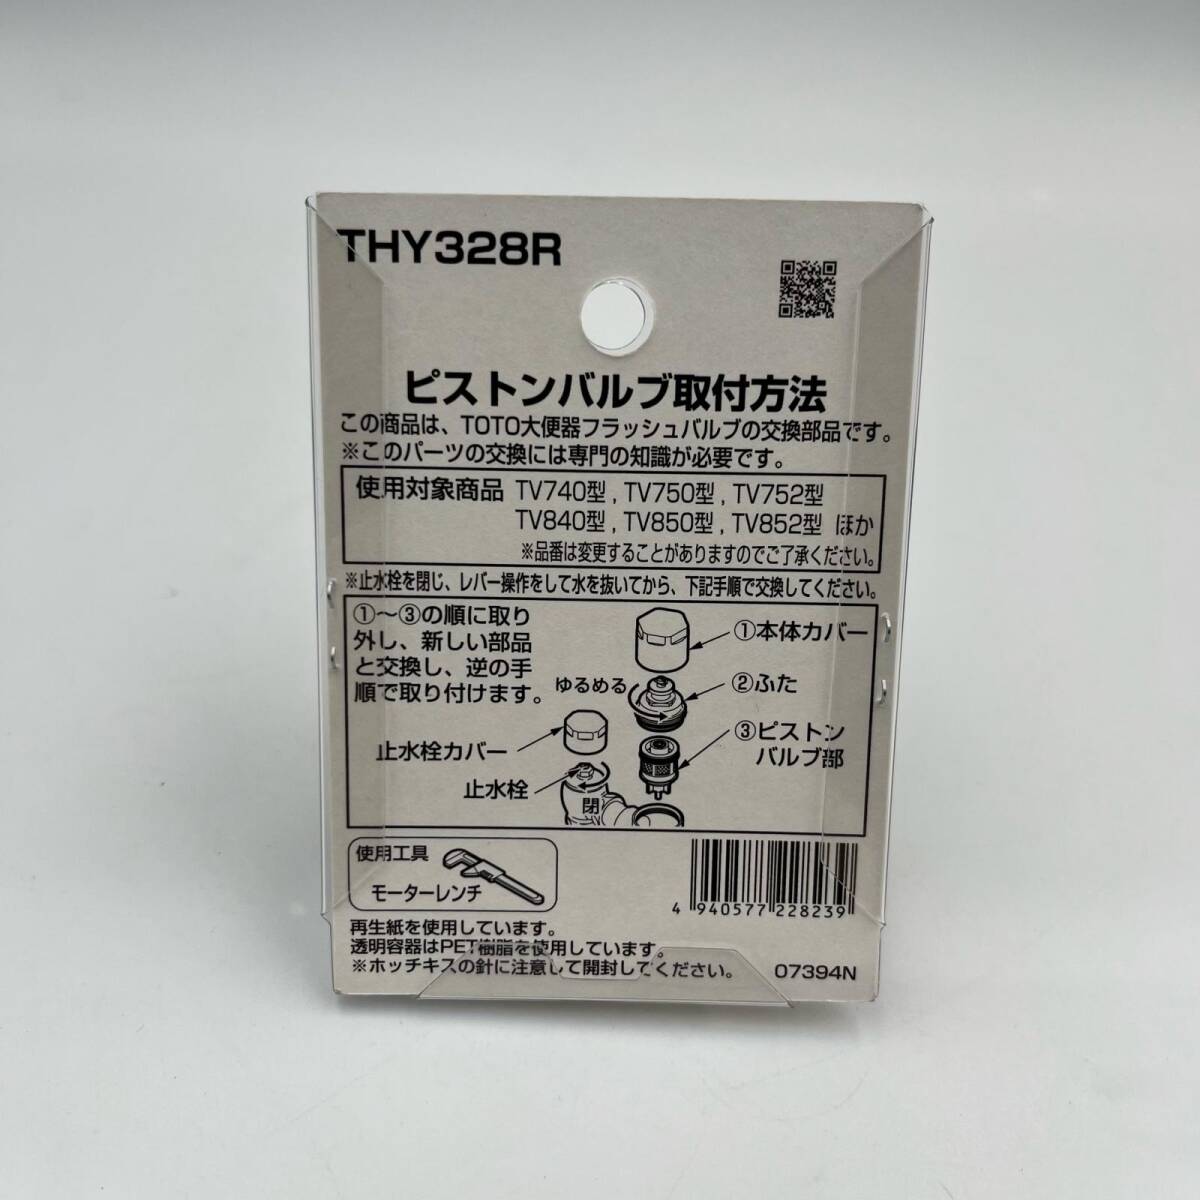 THY328R
ピストンバルブ取付方法
この商品は、TOTO大便器フラッシュバルブの交換部品です。
※このパーツの交換には専門の知識が必要です。
使用対象商品 TV740型, TV750型, TV752型
TV840型, TV850型, TV852型 ほか
※品番は変更することがありますのでご了承ください。
※止水栓を閉じ、レバー操作をして水を抜いてから、下記手順で交換してください。
①〜③の順に取り
外し、新しい部品
と交換し、逆の手
順で取り付けます。
①本体カバー
ゆるめる
②ふた
③ピストン
バルブ部
止水栓カバー
止水栓
閉
使用工具
モーターレンチ
4 940577 228239
再生紙を使用しています。
透明容器はPET樹脂を使用しています。
※ホッチキスの針に注意して開封してください。
07394N